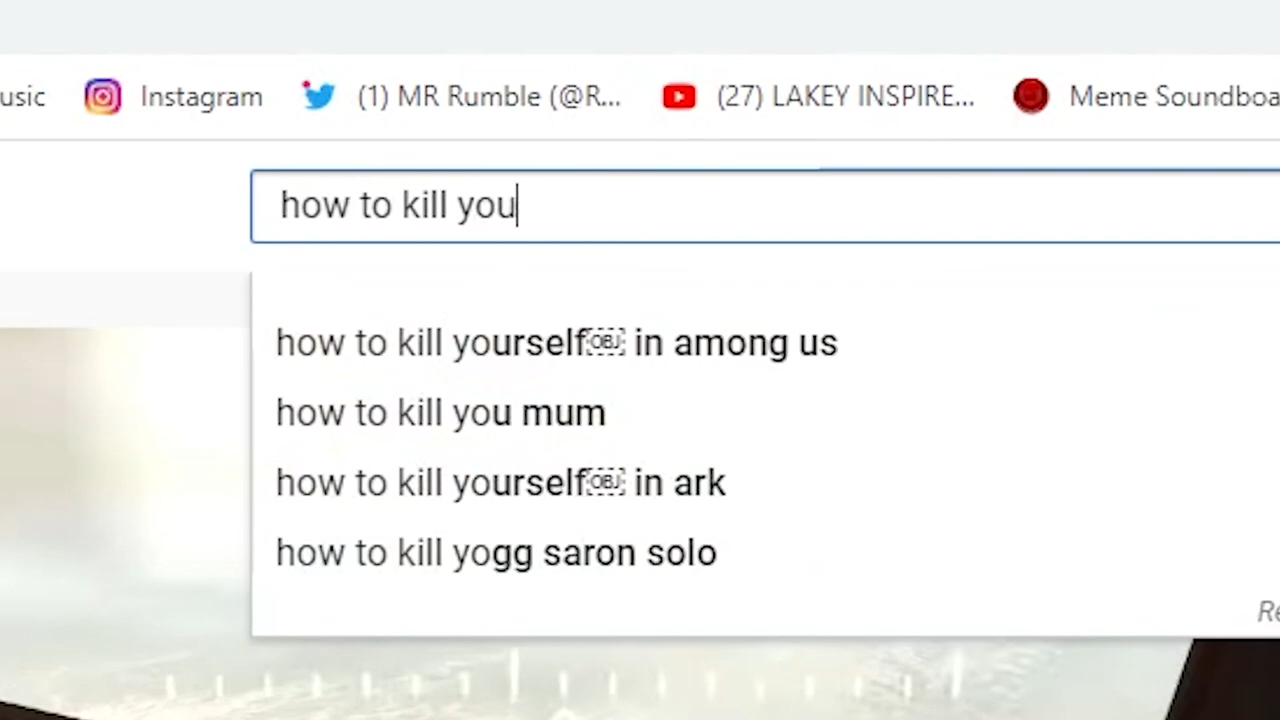 usic Instagram (1) MR Rumble (@R... (27) LAKEY INSPIRE... Meme Soundboa
how to kill you
how to kill yourself￼ in among us
how to kill you mum
how to kill yourself￼ in ark
how to kill yogg saron solo
Re